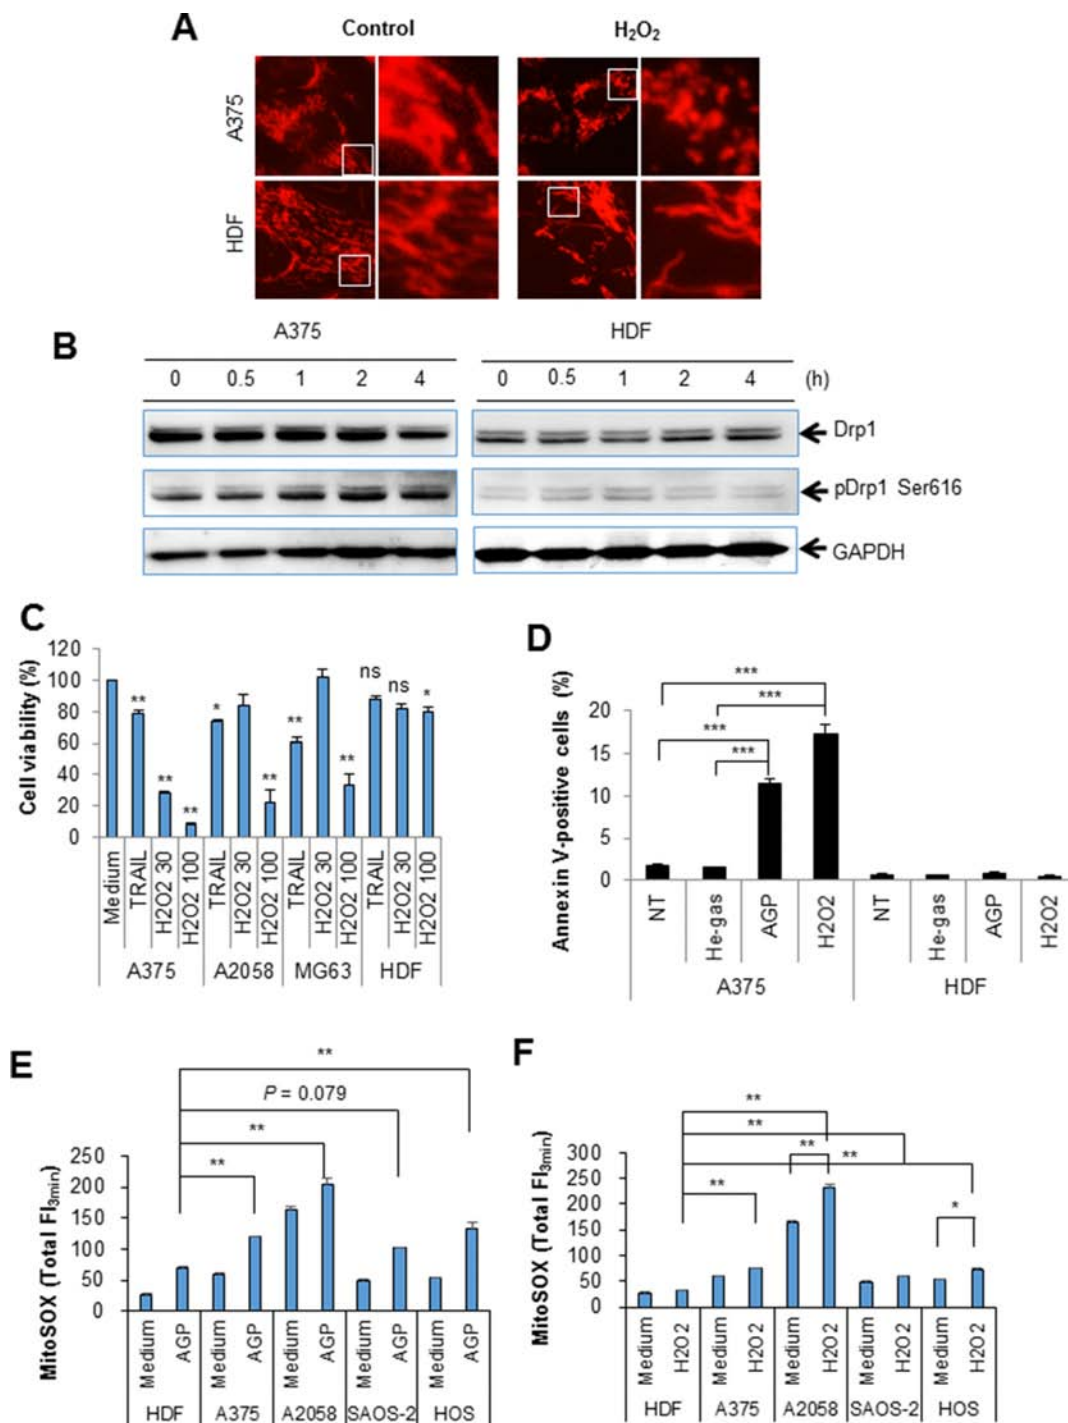 A
Control
H2O2
A375
HDF
B
A375
HDF
0 0.5 1 2 4
0 0.5 1 2 4 (h)
Drp1
pDrp1 Ser616
GAPDH
C
Cell viability (%)
120
100
80
60
40
20
0
**
**
**
*
**
**
**
ns
ns
*
Medium
TRAIL
H2O2 30
H2O2 100
TRAIL
H2O2 30
H2O2 100
TRAIL
H2O2 30
H2O2 100
TRAIL
H2O2 30
H2O2 100
A375
A2058
MG63
HDF
D
Annexin V-positive cells (%)
20
15
10
5
0
***
***
***
***
NT
He-gas
AGP
H2O2
NT
He-gas
AGP
H2O2
A375
HDF
E
MitoSOX (Total FI3min)
250
200
150
100
50
0
**
P = 0.079
**
**
Medium
AGP
Medium
AGP
Medium
AGP
Medium
AGP
Medium
AGP
HDF
A375
A2058
SAOS-2
HOS
F
MitoSOX (Total FI3min)
300
250
200
150
100
50
0
**
**
**
**
**
*
Medium
H2O2
Medium
H2O2
Medium
H2O2
Medium
H2O2
Medium
H2O2
HDF
A375
A2058
SAOS-2
HOS